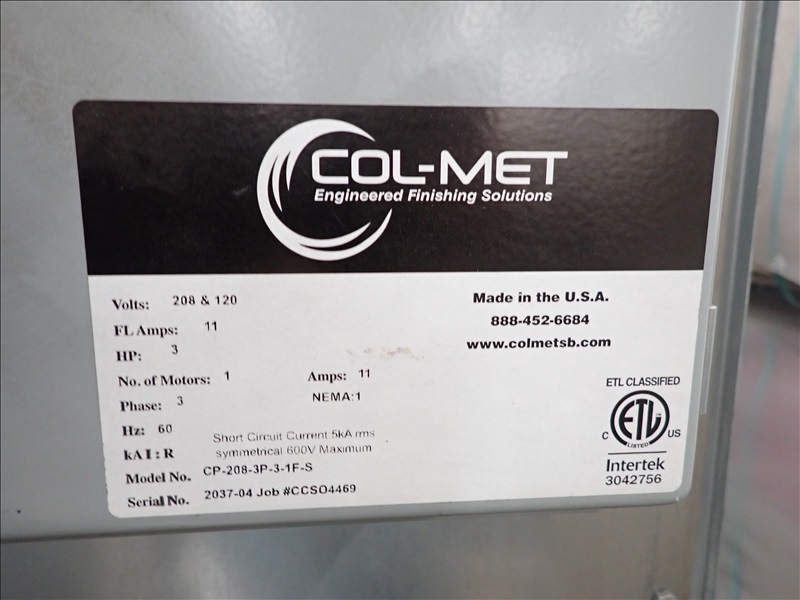 COL-MET
Engineered Finishing Solutions
Volts: 208 & 120
FL Amps: 11
HP: 3
No. of Motors: 1 Amps: 11
Phase: 3 NEMA:1
Hz: 60
kA I : R Short Circuit Current 5kA rms
symmetrical 600V Maximum
Model No. CP-208-3P-3-1F-S
Serial No. 2037-04 Job #CCSO4469
Made in the U.S.A.
888-452-6684
www.colmetsb.com
ETL CLASSIFIED
C ETL US
LISTED
Intertek
3042756